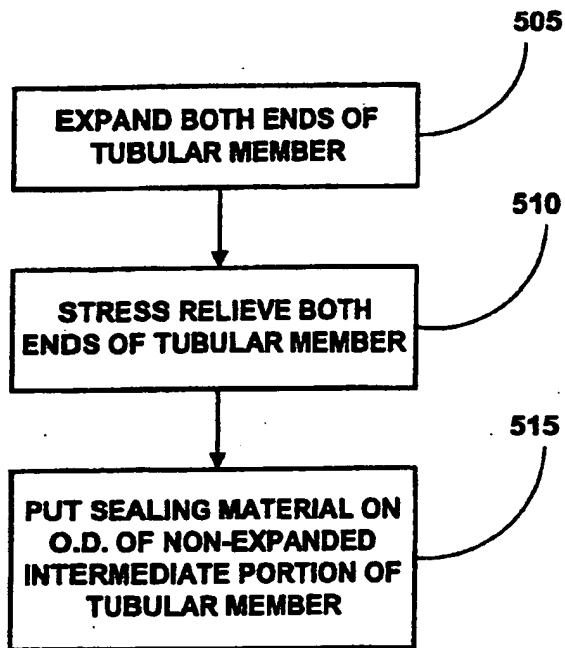 505
EXPAND BOTH ENDS OF
TUBULAR MEMBER
510
STRESS RELIEVE BOTH
ENDS OF TUBULAR MEMBER
515
PUT SEALING MATERIAL ON
O.D. OF NON-EXPANDED
INTERMEDIATE PORTION OF
TUBULAR MEMBER